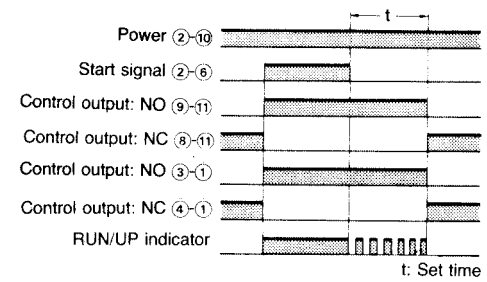 t
Power ②-⑩
Start signal ②-⑥
Control output: NO ⑨-⑪
Control output: NC ⑧-⑪
Control output: NO ③-①
Control output: NC ④-①
RUN/UP indicator
t: Set time